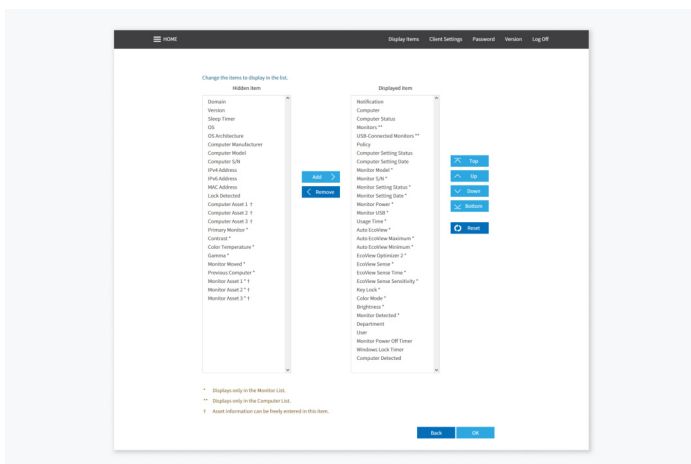 HOME
Display Items Client Settings Password Version Log Off
Change the items to display in the list.
Hidden item
Domain
Version
Sleep Timer
OS
OS Architecture
Computer Manufacturer
Computer Model
Computer S/N
IPv4 Address
IPv6 Address
MAC Address
Lock Detected
Computer Asset 1 †
Computer Asset 2 †
Computer Asset 3 †
Primary Monitor *
Contrast *
Color Temperature *
Gamma *
Monitor Moved *
Previous Computer *
Monitor Asset 1 * †
Monitor Asset 2 * †
Monitor Asset 3 * †
Add
Remove
Displayed item
Notification
Computer
Computer Status
Monitors **
USB-Connected Monitors **
Policy
Computer Setting Status
Computer Setting Date
Monitor Model *
Monitor S/N *
Monitor Setting Status *
Monitor Setting Date *
Monitor Power *
Monitor USB *
Usage Time *
Auto EcoView *
Auto EcoView Maximum *
Auto EcoView Minimum *
EcoView Optimizer 2 *
EcoView Sense *
EcoView Sense Time *
EcoView Sense Sensitivity *
Key Lock *
Color Mode *
Brightness *
Monitor Detected *
Department
User
Monitor Power Off Timer
Windows Lock Timer
Computer Detected
Top
Up
Down
Bottom
Reset
* Displays only in the Monitor List.
** Displays only in the Computer List.
† Asset information can be freely entered in this item.
Back OK